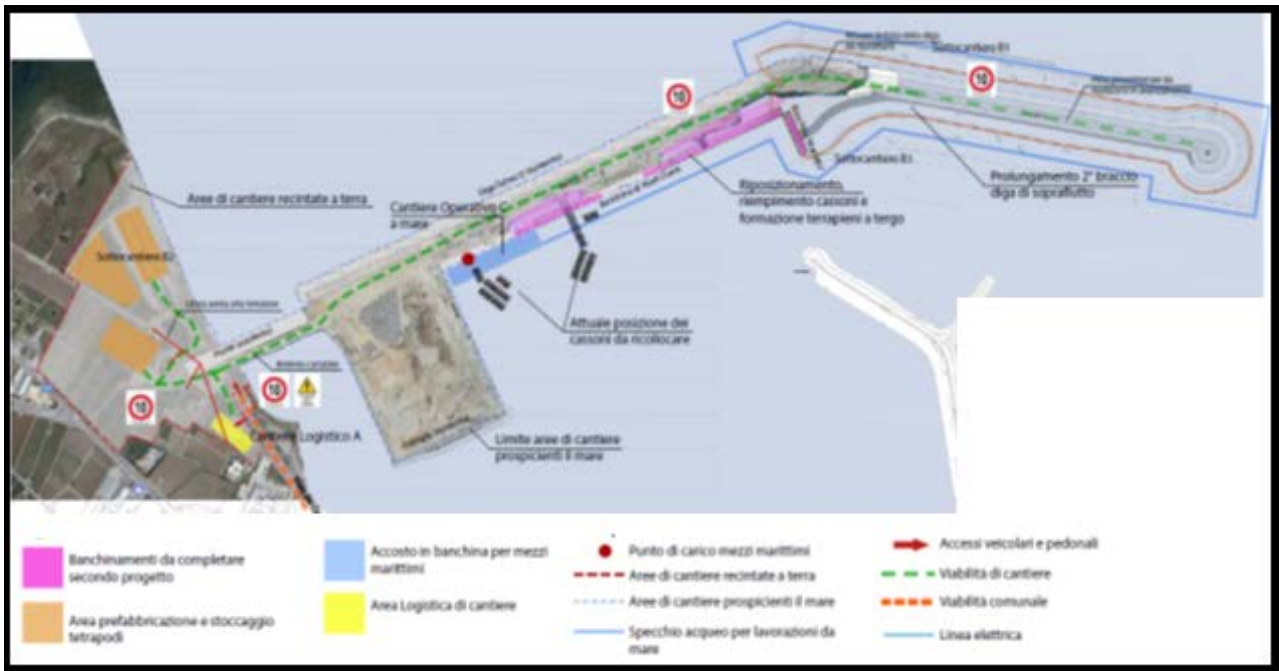 Sottocantiere B1
10
10
Aree di cantiere recintate a terra
Cantiere Operativo C
a mare
Sottocantiere B3
Riposizionamento,
riempimento cassoni e
formazione terrapieni a tergo
Prolungamento 2° braccio
diga di sopraflutto
Sottocantiere B2
Attuale posizione dei
cassoni da ricollocare
10
10
Cantiere Logistico A
Limite aree di cantiere
prospicienti il mare
Banchinamenti da completare
secondo progetto
Area prefabbricazione e stoccaggio
tetrapodi
Accosto in banchina per mezzi
marittimi
Area Logistica di cantiere
Punto di carico mezzi marittimi
Aree di cantiere recintate a terra
Aree di cantiere prospicienti il mare
Specchio acqueo per lavorazioni da
mare
Accessi veicolari e pedonali
Viabilità di cantiere
Viabilità comunale
Linea elettrica